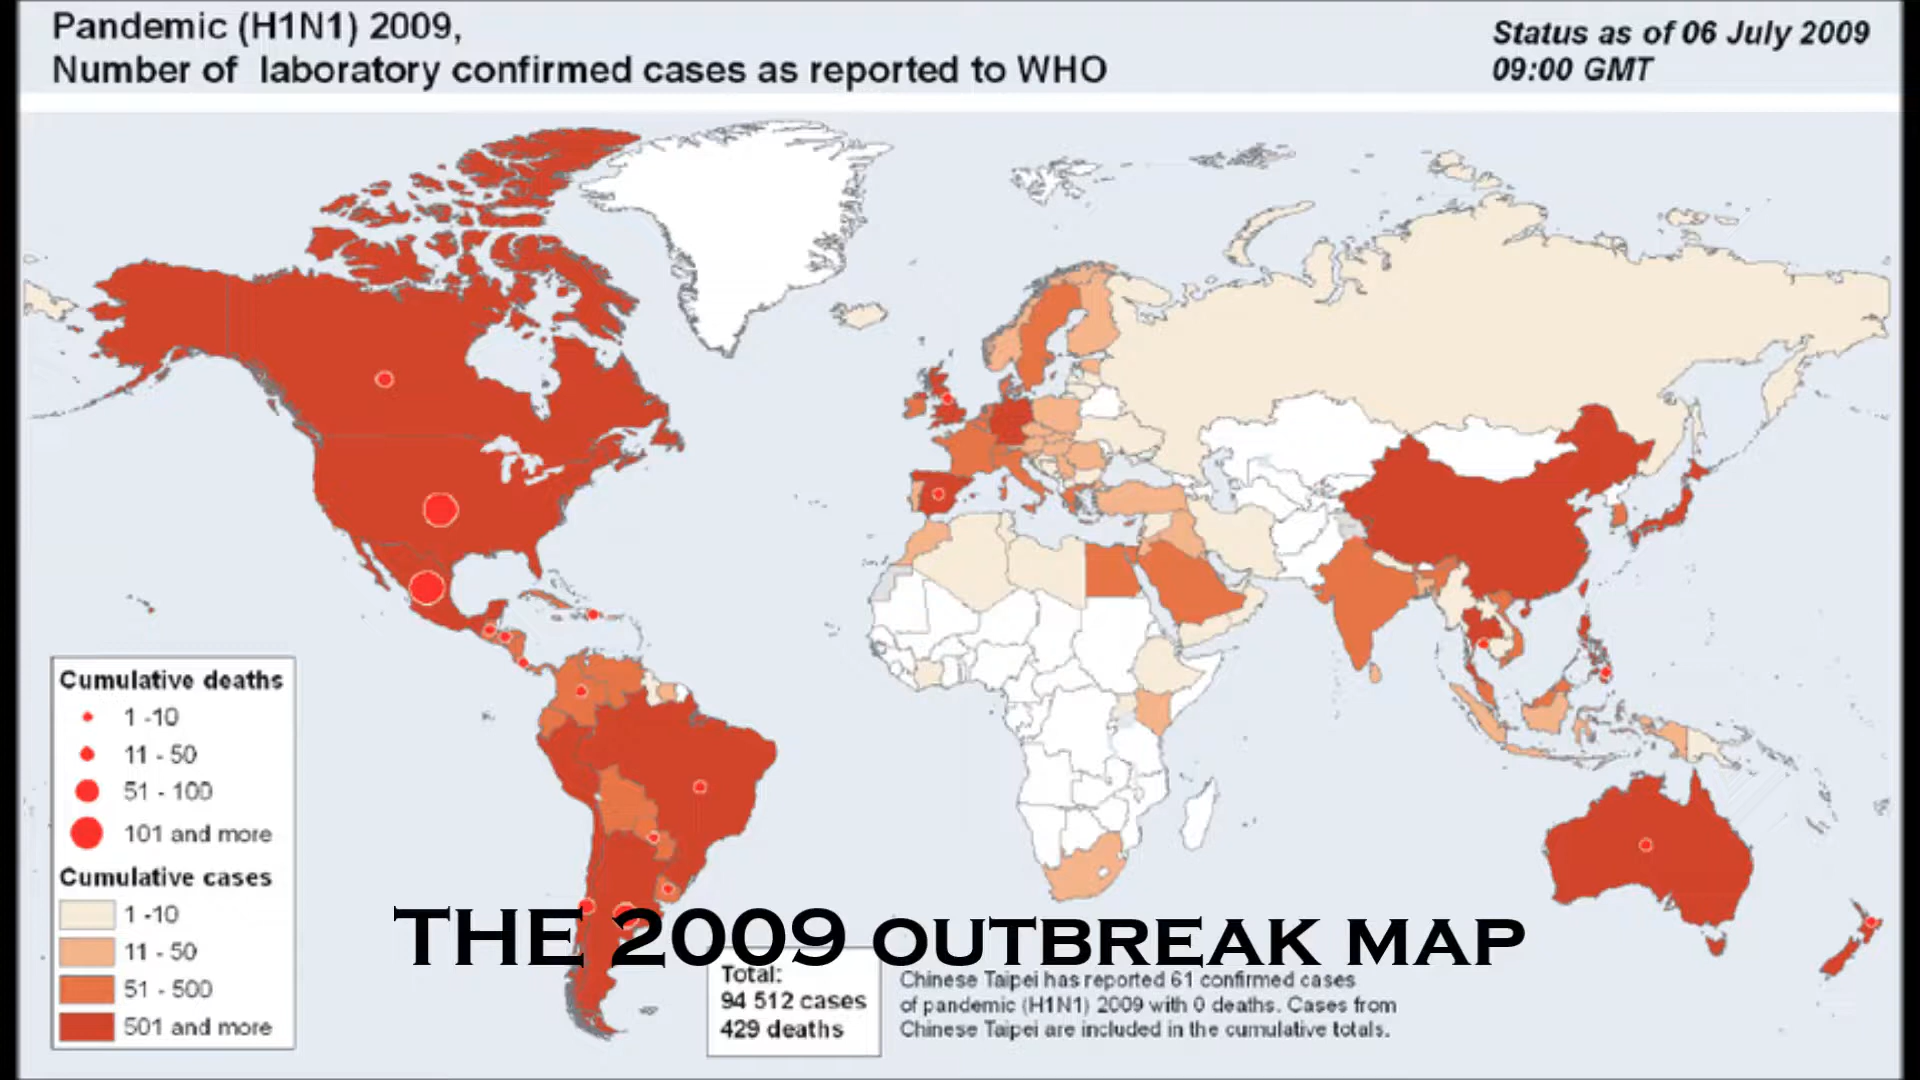 Pandemic (H1N1) 2009,
Number of laboratory confirmed cases as reported to WHO
Status as of 06 July 2009
09:00 GMT
Cumulative deaths
1 -10
11 - 50
51 - 100
101 and more
Cumulative cases
1 -10
11 - 50
51 - 500
501 and more
THE 2009 OUTBREAK MAP
Total:
94 512 cases
429 deaths
Chinese Taipei has reported 61 confirmed cases
of pandemic (H1N1) 2009 with 0 deaths. Cases from
Chinese Taipei are included in the cumulative totals.